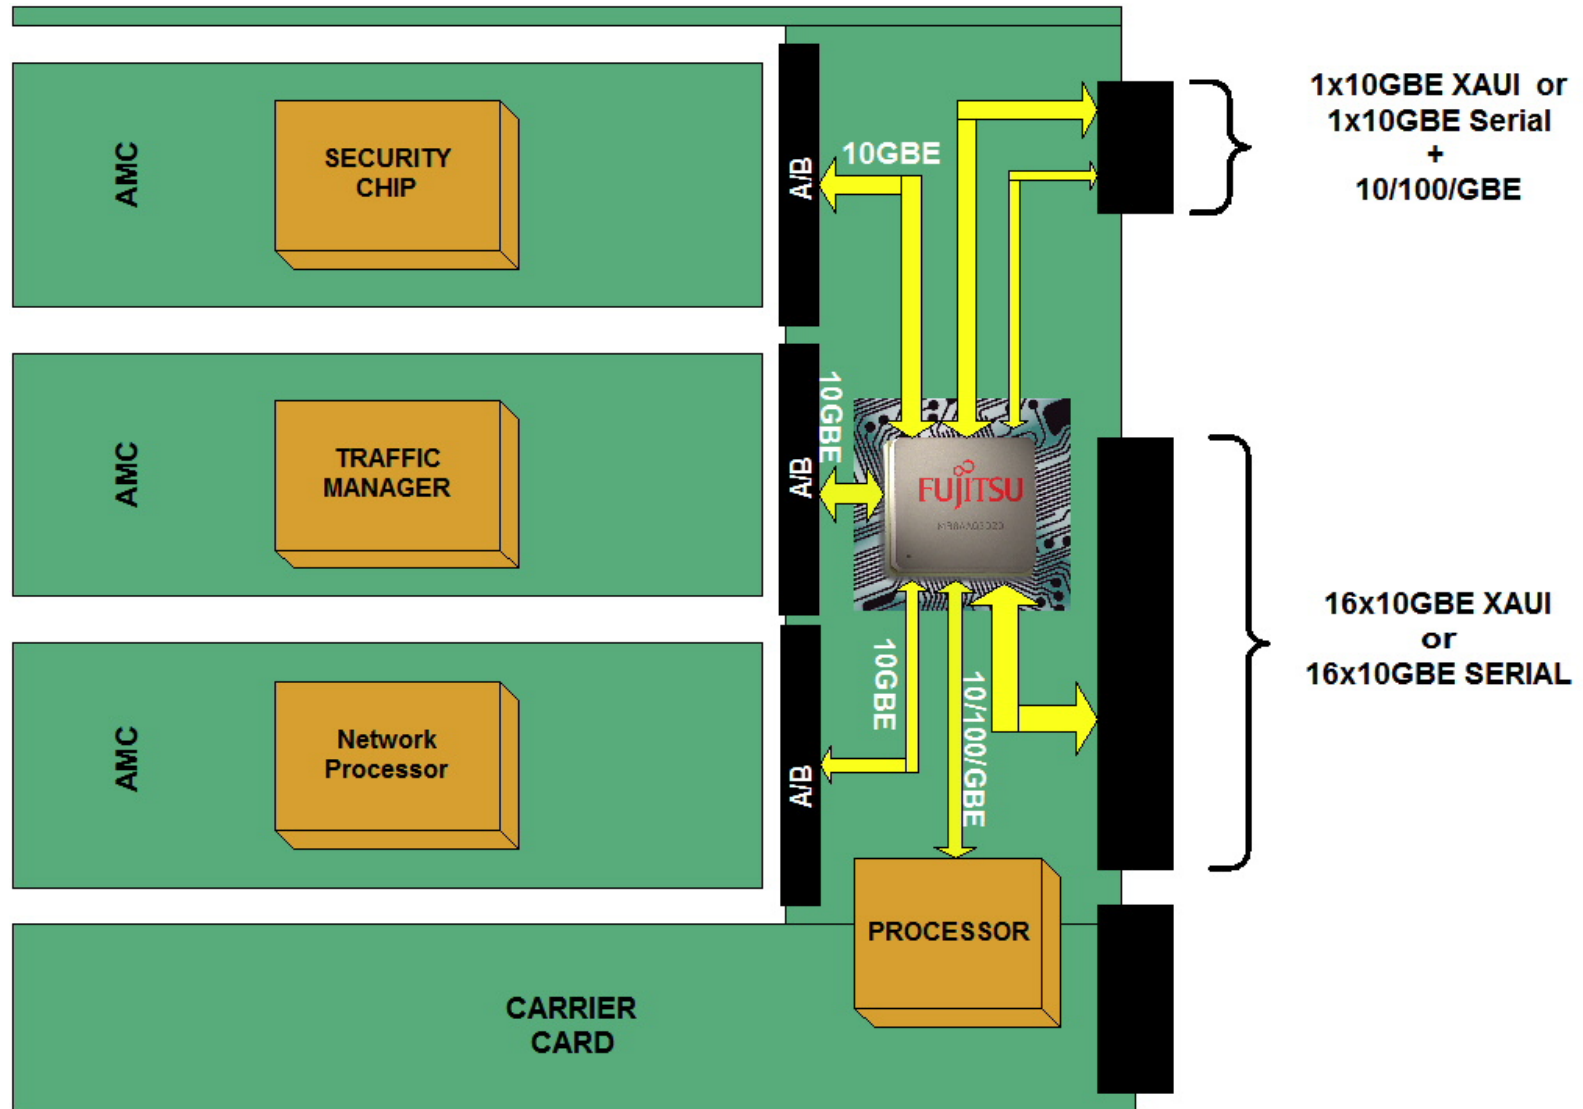 AMC
SECURITY
CHIP
A/B
10GBE
1x10GBE XAUI or
1x10GBE Serial
+
10/100/GBE
AMC
TRAFFIC
MANAGER
A/B
10GBE
FUJITSU
AMC
Network
Processor
A/B
10GBE
10/100/GBE
16x10GBE XAUI
or
16x10GBE SERIAL
PROCESSOR
CARRIER
CARD